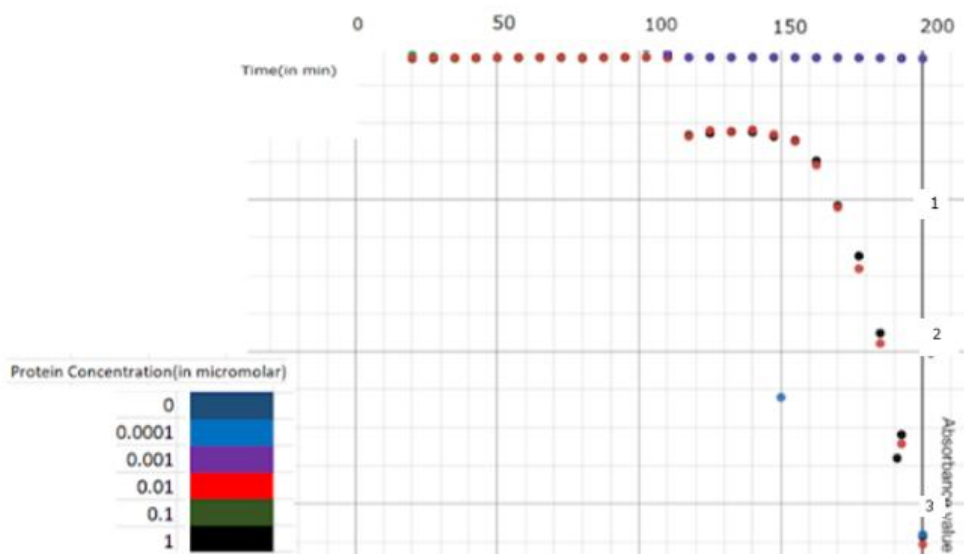 0 50 100 150 200
Time(in min)
1
2
Protein Concentration(in micromolar)
0
0.0001
0.001
0.01
0.1
1
3
Absorbance value